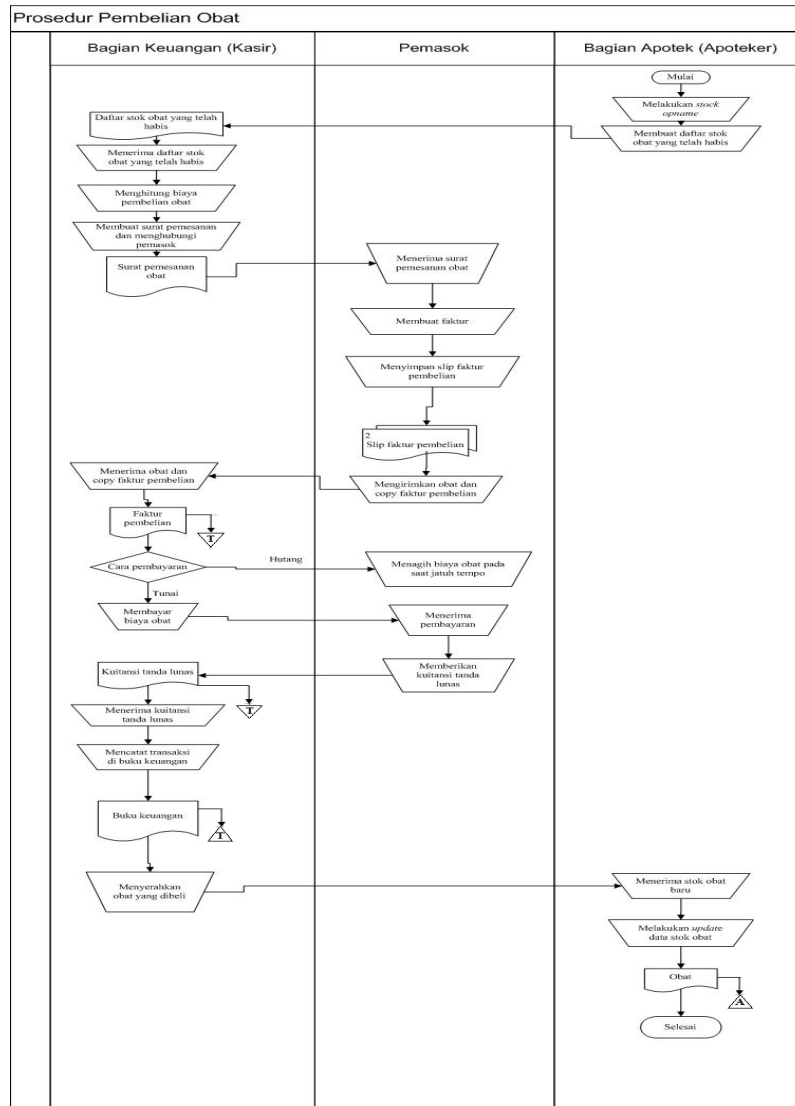 Prosedur Pembelian Obat
Bagian Keuangan (Kasir)
Pemasok
Bagian Apotek (Apoteker)
Mulai
Melakukan stock
opname
Membuat daftar stok
obat yang telah habis
Daftar stok obat yang telah
habis
Menerima daftar stok
obat yang telah habis
Menghitung biaya
pembelian obat
Membuat surat pemesanan
dan menghubungi
pemasok
Surat pemesanan
obat
Menerima surat
pemesanan obat
Membuat faktur
Menyimpan slip faktur
pembelian
2
Slip faktur pembelian
Mengirimkan obat dan
copy faktur pembelian
Menerima obat dan
copy faktur pembelian
Faktur
pembelian
T
Cara pembayaran
Hutang
Menagih biaya obat pada
saat jatuh tempo
Tunai
Membayar
biaya obat
Menerima
pembayaran
Memberikan
kuitansi tanda
lunas
Kuitansi tanda lunas
T
Menerima kuitansi
tanda lunas
Mencatat transaksi
di buku keuangan
Buku keuangan
T
Menyerahkan
obat yang dibeli
Menerima stok obat
baru
Melakukan update
data stok obat
Obat
A
Selesai